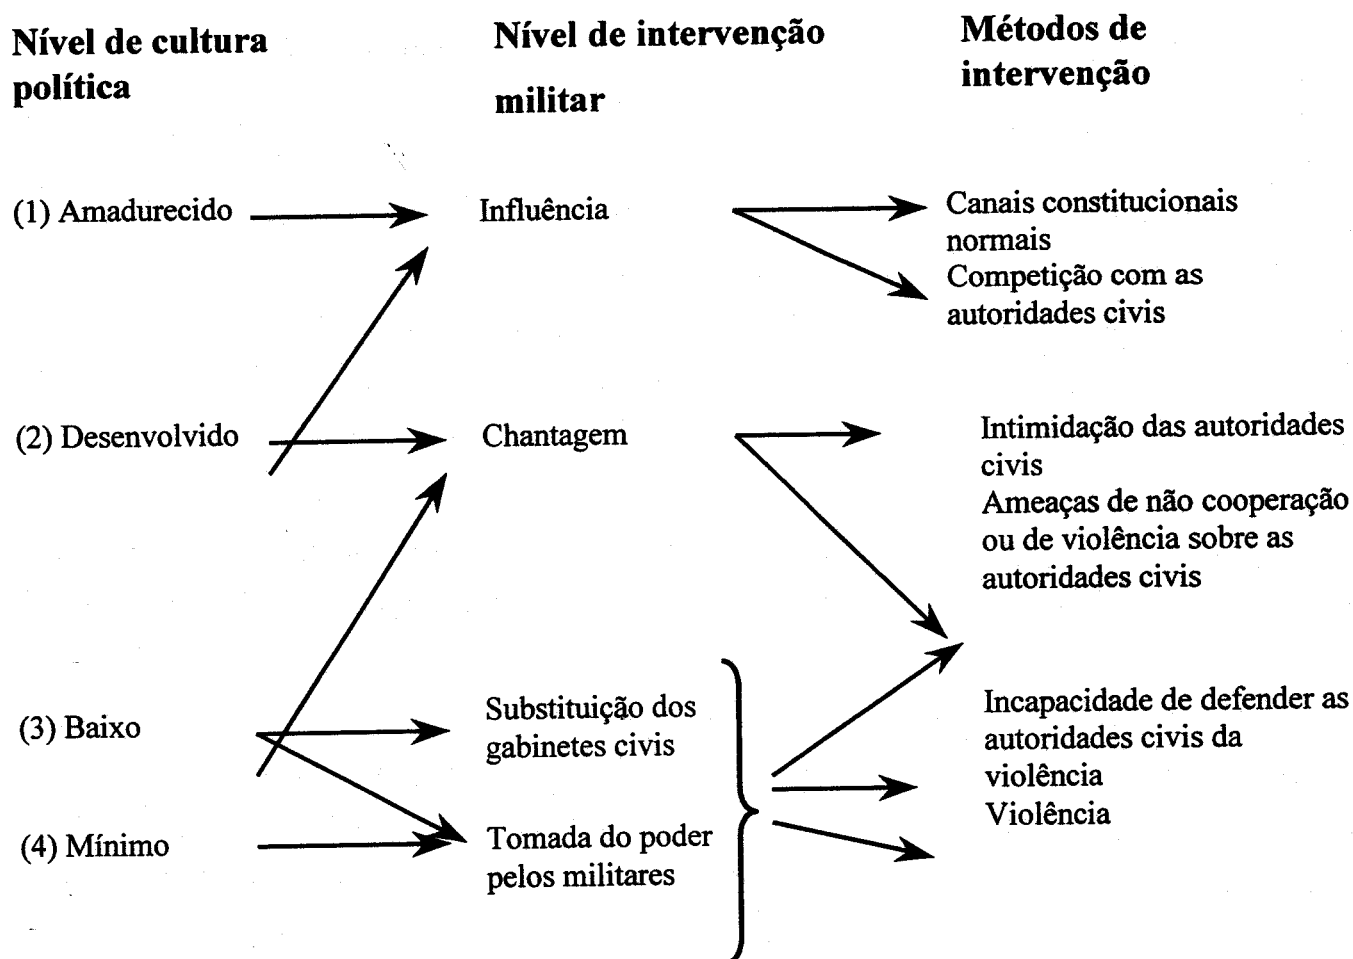 Nível de cultura
política
Nível de intervenção
militar
Métodos de
intervenção
(1) Amadurecido
Influência
Canais constitucionais
normais
Competição com as
autoridades civis
(2) Desenvolvido
Chantagem
Intimidação das autoridades
civis
Ameaças de não cooperação
ou de violência sobre as
autoridades civis
(3) Baixo
Substituição dos
gabinetes civis
Incapacidade de defender as
autoridades civis da
violência
Violência
(4) Mínimo
Tomada do poder
pelos militares